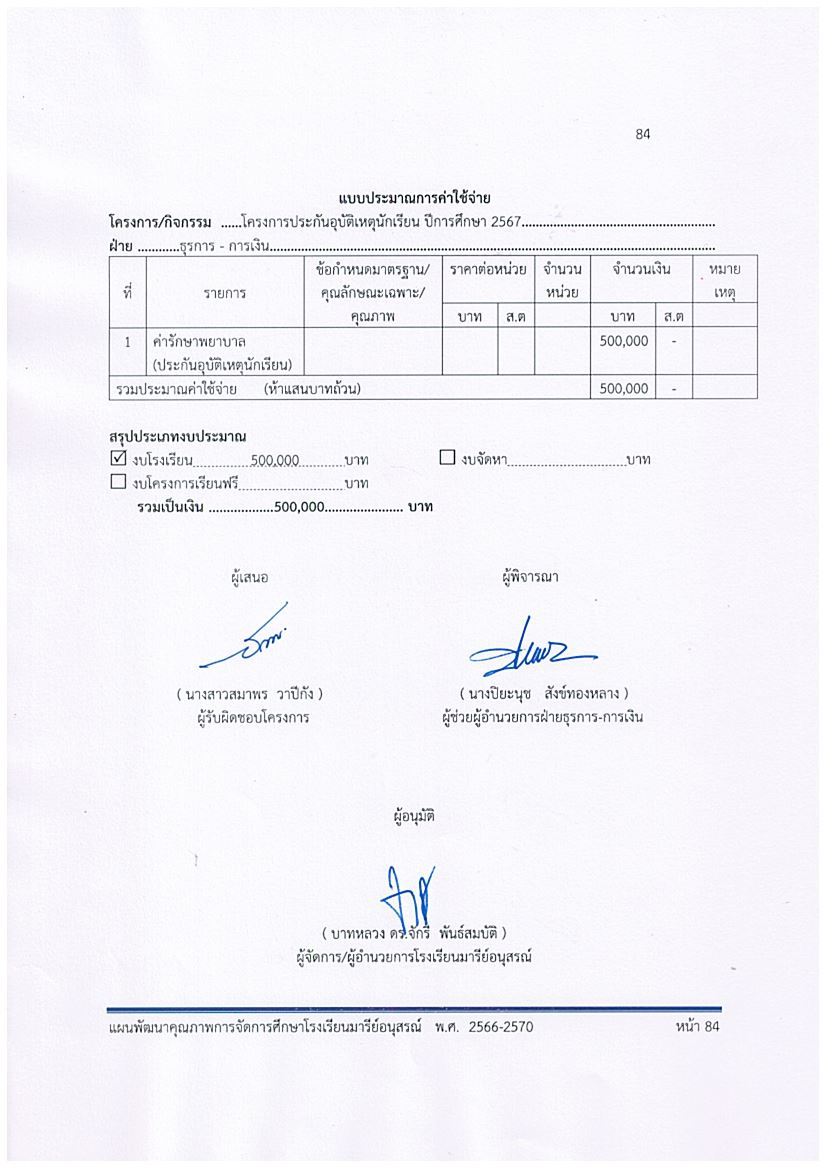 84
แบบประมาณการค่าใช้จ่าย
โครงการ/กิจกรรม ......โครงการประกันอุบัติเหตุนักเรียน ปีการศึกษา 2567..........................................
ฝ่าย ............ธุรการ - การเงิน..........................................................................................
ที่ รายการ ข้อกำหนดมาตรฐาน/ ราคาต่อหน่วย จำนวน จำนวนเงิน หมาย
คุณลักษณะเฉพาะ/ หน่วย เหตุ
คุณภาพ บาท ส.ต บาท ส.ต
1 ค่ารักษาพยาบาล 500,000 -
(ประกันอุบัติเหตุนักเรียน)
รวมประมาณค่าใช้จ่าย (ห้าแสนบาทถ้วน) 500,000 -
สรุปประเภทงบประมาณ
☑ งบโรงเรียน............500,000.........บาท ☐ งบจัดหา........................บาท
☐ งบโครงการเรียนฟรี.....................บาท
รวมเป็นเงิน ..................500,000...................... บาท
ผู้เสนอ ผู้พิจารณา
( นางสาวสมาพร วาปีกัง ) ( นางปิยะนุช สังข์ทองหลาง )
ผู้รับผิดชอบโครงการ ผู้ช่วยผู้อำนวยการฝ่ายธุรการ-การเงิน
ผู้อนุมัติ
( บาทหลวง ดร.จักรี พันธ์สมบัติ )
ผู้จัดการ/ผู้อำนวยการโรงเรียนมารีย์อนุสรณ์
แผนพัฒนาคุณภาพการจัดการศึกษาโรงเรียนมารีย์อนุสรณ์ พ.ศ. 2566-2570 หน้า 84